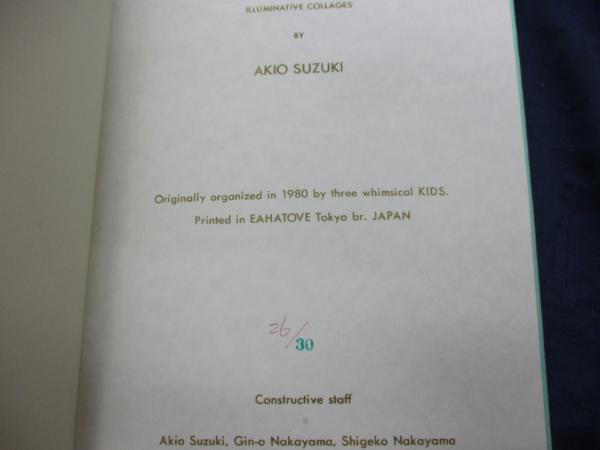 ILLUMINATIVE COLLAGES
BY
AKIO SUZUKI
Originally organized in 1980 by three whimsical KIDS.
Printed in EAHATOVE Tokyo br. JAPAN
26/30
Constructive staff
Akio Suzuki, Gin-o Nakayama, Shigeko Nakayama